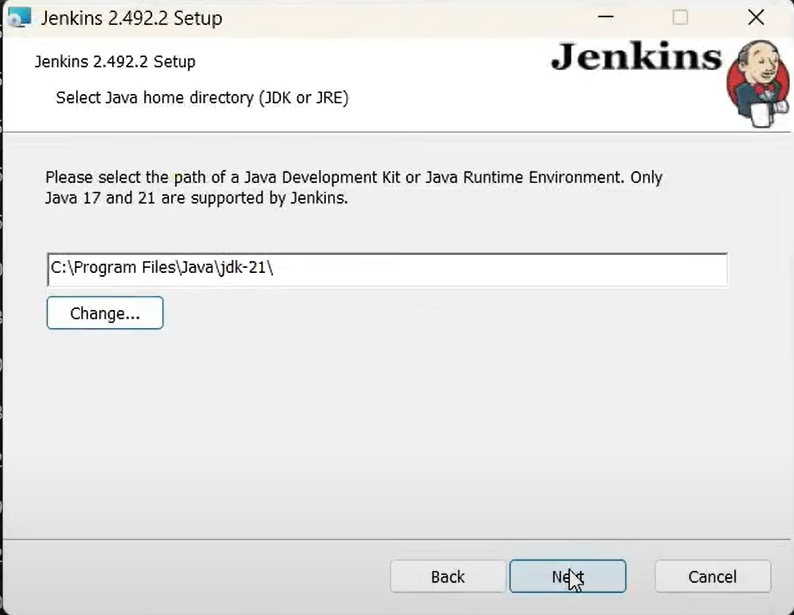 Jenkins 2.492.2 Setup
Jenkins 2.492.2 Setup
Jenkins
Select Java home directory (JDK or JRE)
Please select the path of a Java Development Kit or Java Runtime Environment. Only
Java 17 and 21 are supported by Jenkins.
C:\Program Files\Java\jdk-21\
Change...
Back
Next
Cancel